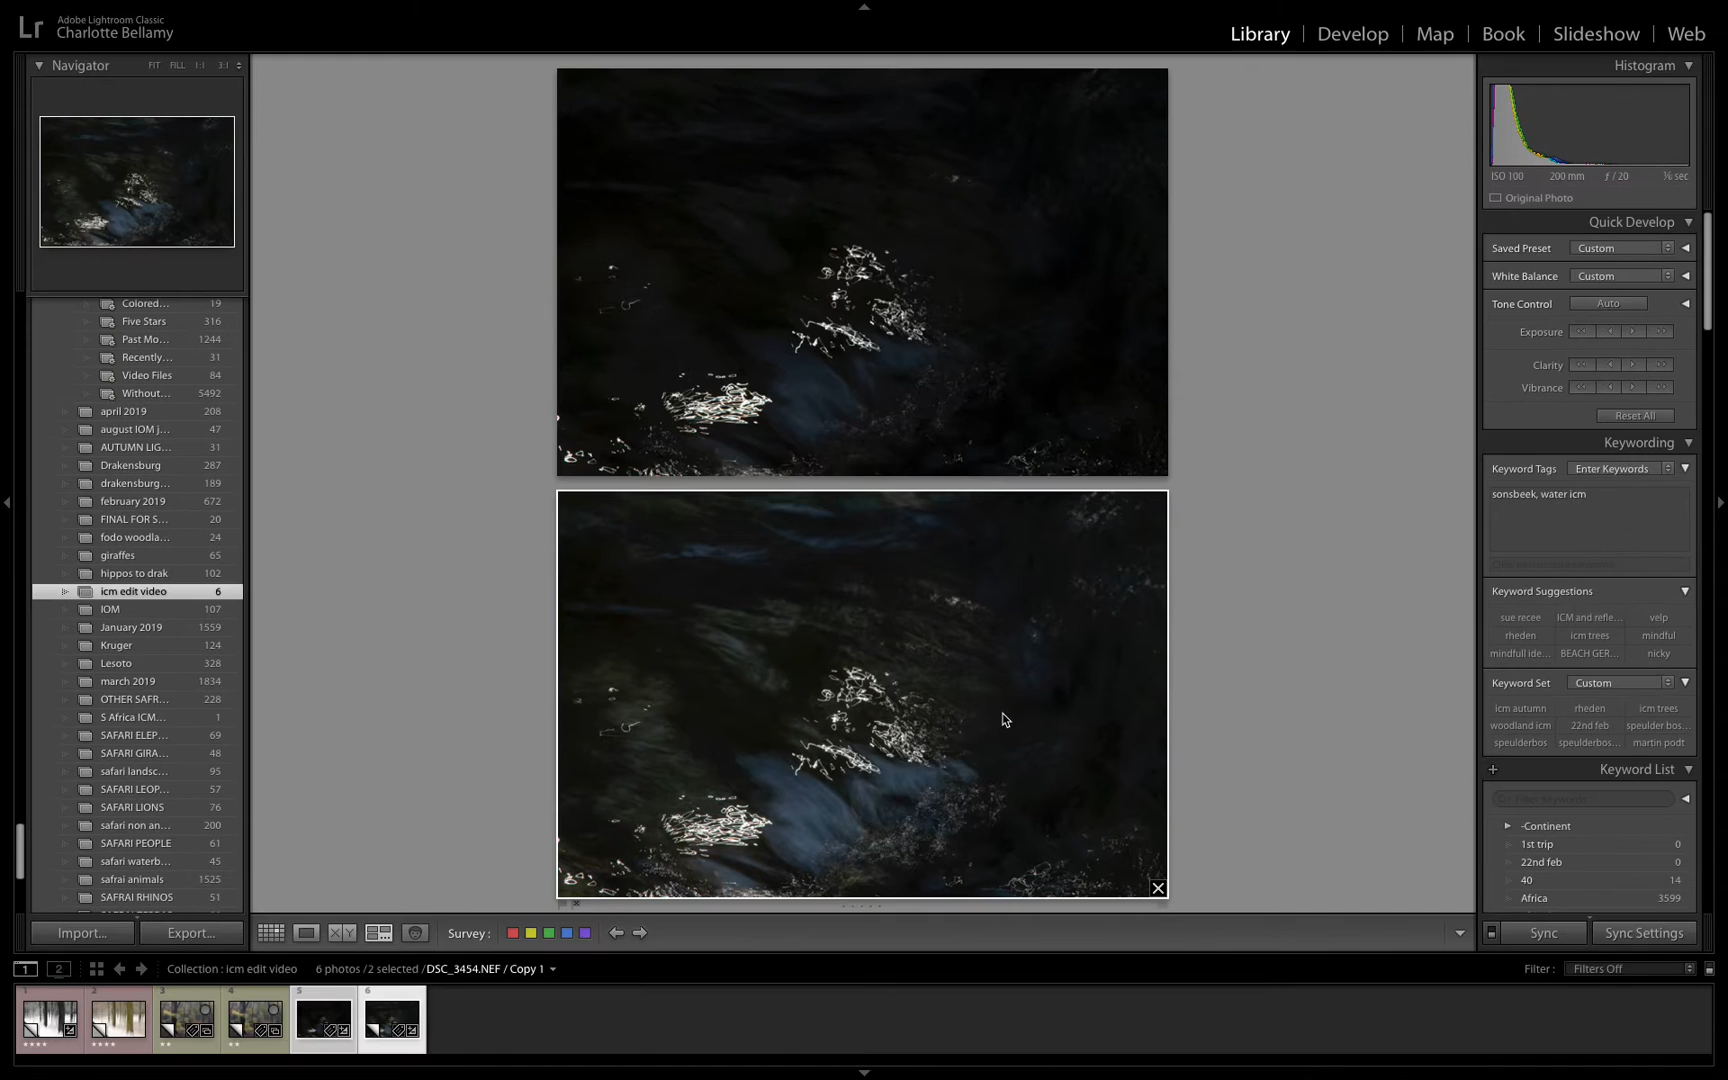 Lr
Adobe Lightroom Classic
Charlotte Bellamy
Library | Develop | Map | Book | Slideshow | Web
Navigator FIT FILL 1:1 3:1
Colored... 19
Five Stars 316
Past Mo... 1244
Recently... 31
Video Files 84
Without... 5492
april 2019 208
august IOM j... 47
AUTUMN LIG... 31
Drakensburg 287
drakensburg... 189
february 2019 672
FINAL FOR S... 20
fodo woodla... 24
giraffes 65
hippos to drak 102
icm edit video 6
IOM 107
January 2019 1559
Kruger 124
Lesoto 328
march 2019 1834
OTHER SAFR... 228
S Africa ICM... 1
SAFARI ELEP... 69
SAFARI GIRA... 48
safari landsc... 95
SAFARI LEOP... 57
SAFARI LIONS 76
safari non an... 200
SAFARI PEOPLE 61
safari waterb... 45
safrai animals 1525
SAFRAI RHINOS 51
Import... Export...
Histogram
ISO 100 200 mm ƒ / 20
Original Photo
Quick Develop
Saved Preset Custom
White Balance Custom
Tone Control Auto
Exposure
Clarity
Vibrance
Reset All
Keywording
Keyword Tags Enter Keywords
sonsbeek, water icm
Keyword Suggestions
sue recee ICM and refle... velp
rheden icm trees mindful
mindfull ide... BEACH GER... nicky
Keyword Set Custom
icm autumn rheden icm trees
woodland icm 22nd feb speulder bos...
speulderbos speulderbos... martin podt
+ Keyword List
Filter Keywords
-Continent
1st trip 0
22nd feb 0
40 14
Africa 3599
Sync Sync Settings
X Y Survey :
1 2 Collection : icm edit video 6 photos / 2 selected / DSC_3454.NEF / Copy 1 Filter : Filters Off
1 2 3 4 5 6